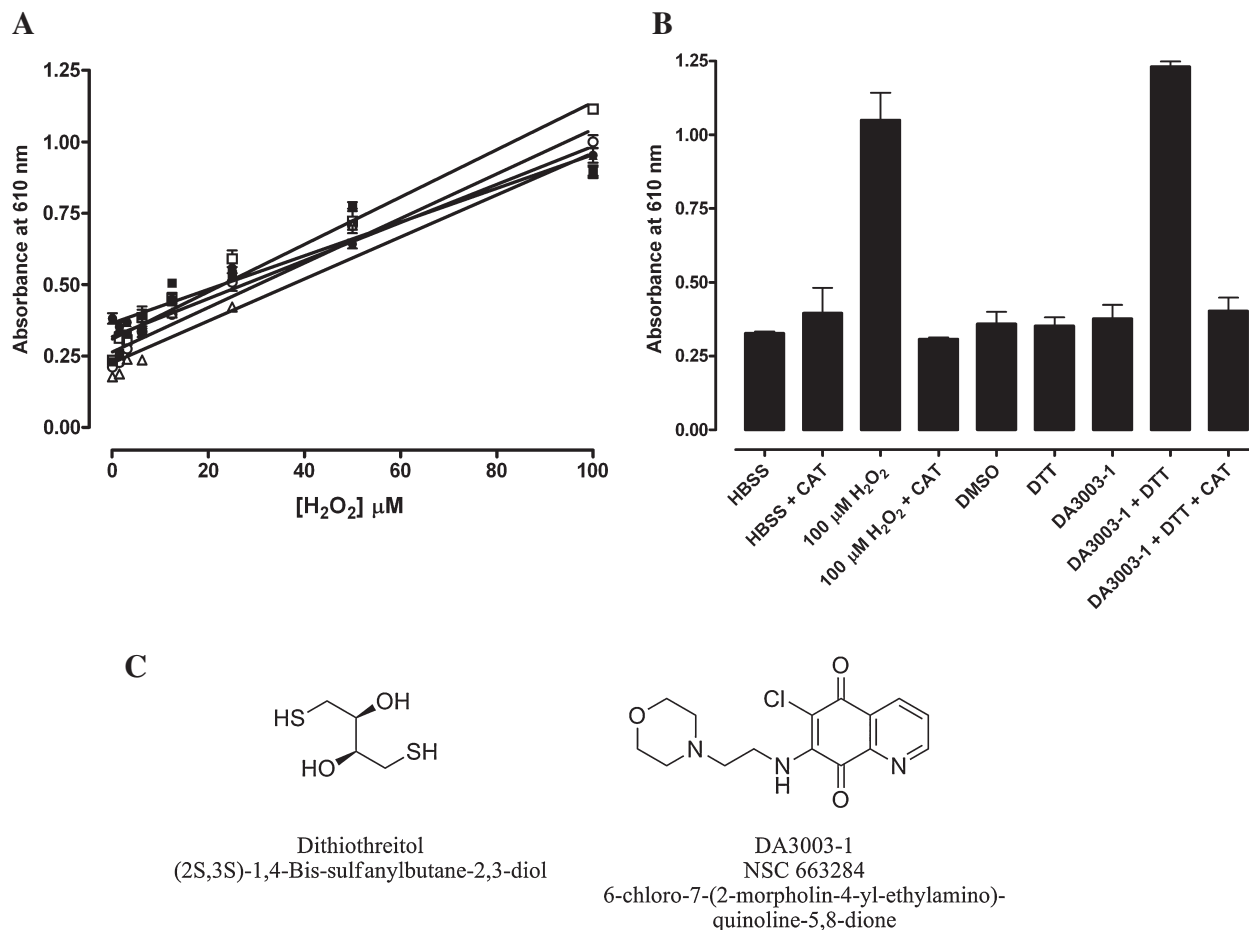 A
1.25
1.00
0.75
0.50
0.25
0.00
Absorbance at 610 nm
0
20
40
60
80
100
[H₂O₂] μM
B
1.25
1.00
0.75
0.50
0.25
0.00
Absorbance at 610 nm
HBSS
HBSS + CAT
100 μM H₂O₂
100 μM H₂O₂ + CAT
DMSO
DTT
DA3003-1
DA3003-1 + DTT
DA3003-1 + DTT + CAT
C
HS
OH
HO
SH
Dithiothreitol
(2S,3S)-1,4-Bis-sulfanylbutane-2,3-diol
O
Cl
O
N
N
H
N
O
DA3003-1
NSC 663284
6-chloro-7-(2-morpholin-4-yl-ethylamino)-
quinoline-5,8-dione